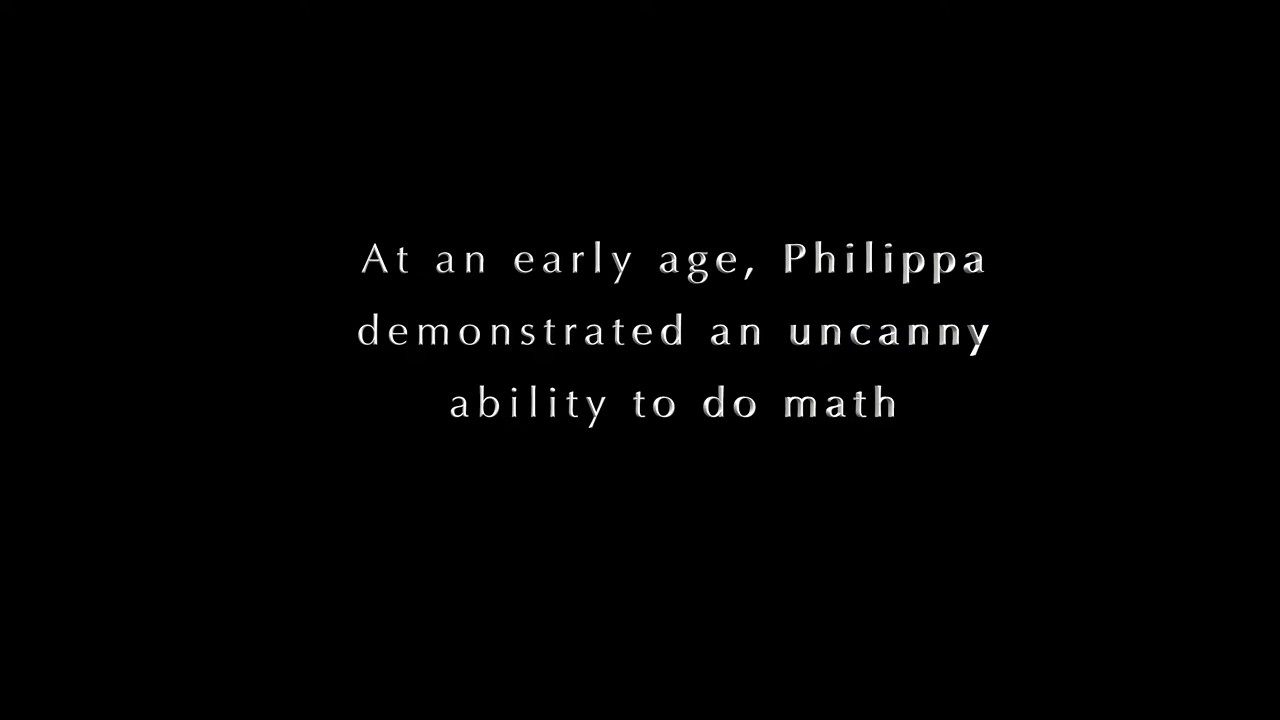 At an early age, Philippa
demonstrated an uncanny
ability to do math